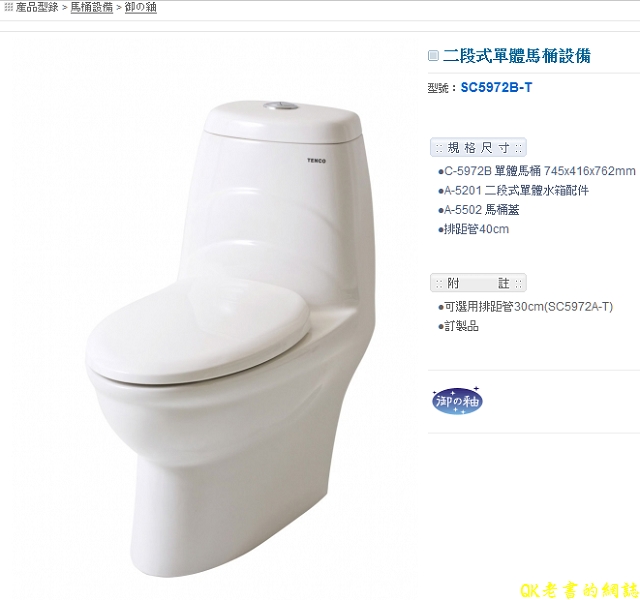 產品型錄 > 馬桶設備 > 御の釉
二段式單體馬桶設備
型號：SC5972B-T
TENCO
:: 規格尺寸 ::
●C-5972B 單體馬桶 745x416x762mm
●A-5201 二段式單體水箱配件
●A-5502 馬桶蓋
●排距管40cm
:: 附 註 ::
●可選用排距管30cm(SC5972A-T)
●訂製品
御の釉
QK老書的網誌